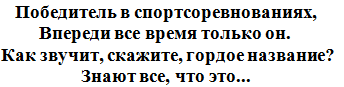 Победитель в спортсоревнованиях,
Впереди все время только он.
Как звучит, скажите, гордое название?
Знают все, что это...